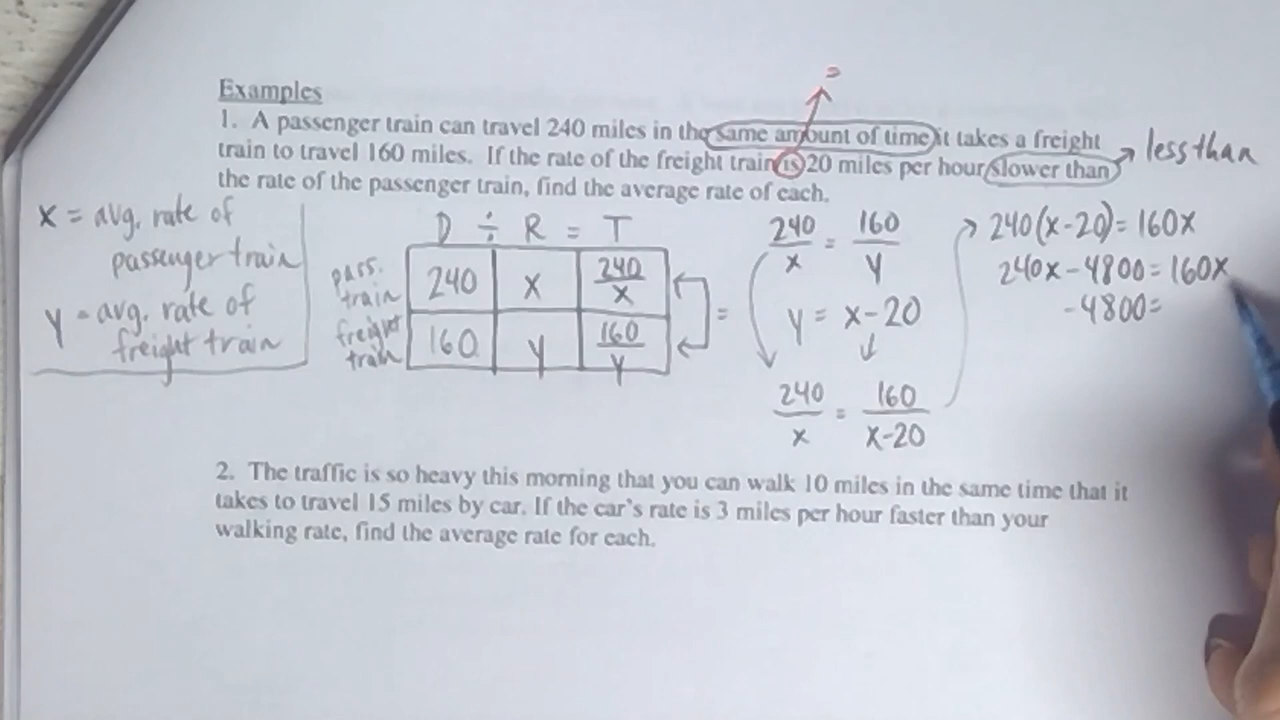 Examples
1. A passenger train can travel 240 miles in the same amount of time it takes a freight
train to travel 160 miles. If the rate of the freight train is 20 miles per hour slower than
the rate of the passenger train, find the average rate of each.
=
less than
x = avg. rate of
passenger train
y = avg. rate of
freight train
D ÷ R = T
pass. train 240 x 240/x
freight train 160 y 160/y
=
240/x = 160/y
y = x-20
240/x = 160/x-20
240(x-20) = 160x
240x - 4800 = 160x
-4800 =
2. The traffic is so heavy this morning that you can walk 10 miles in the same time that it
takes to travel 15 miles by car. If the car's rate is 3 miles per hour faster than your
walking rate, find the average rate for each.